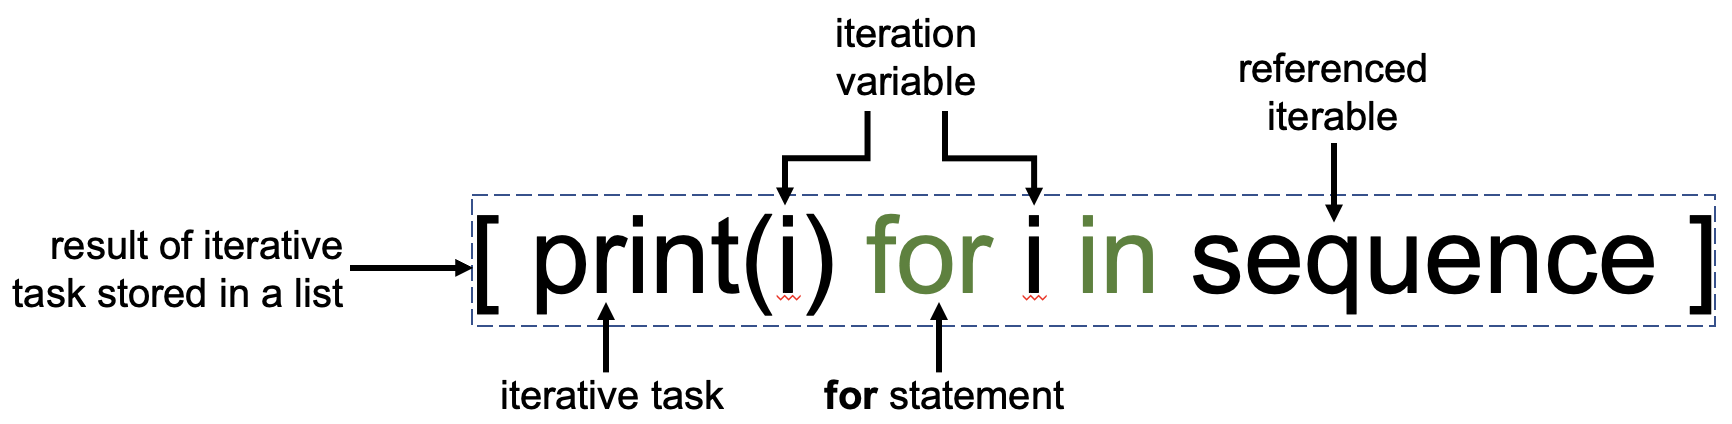 iteration
variable
referenced
iterable
result of iterative
task stored in a list
[ print(i) for i in sequence ]
iterative task
for statement